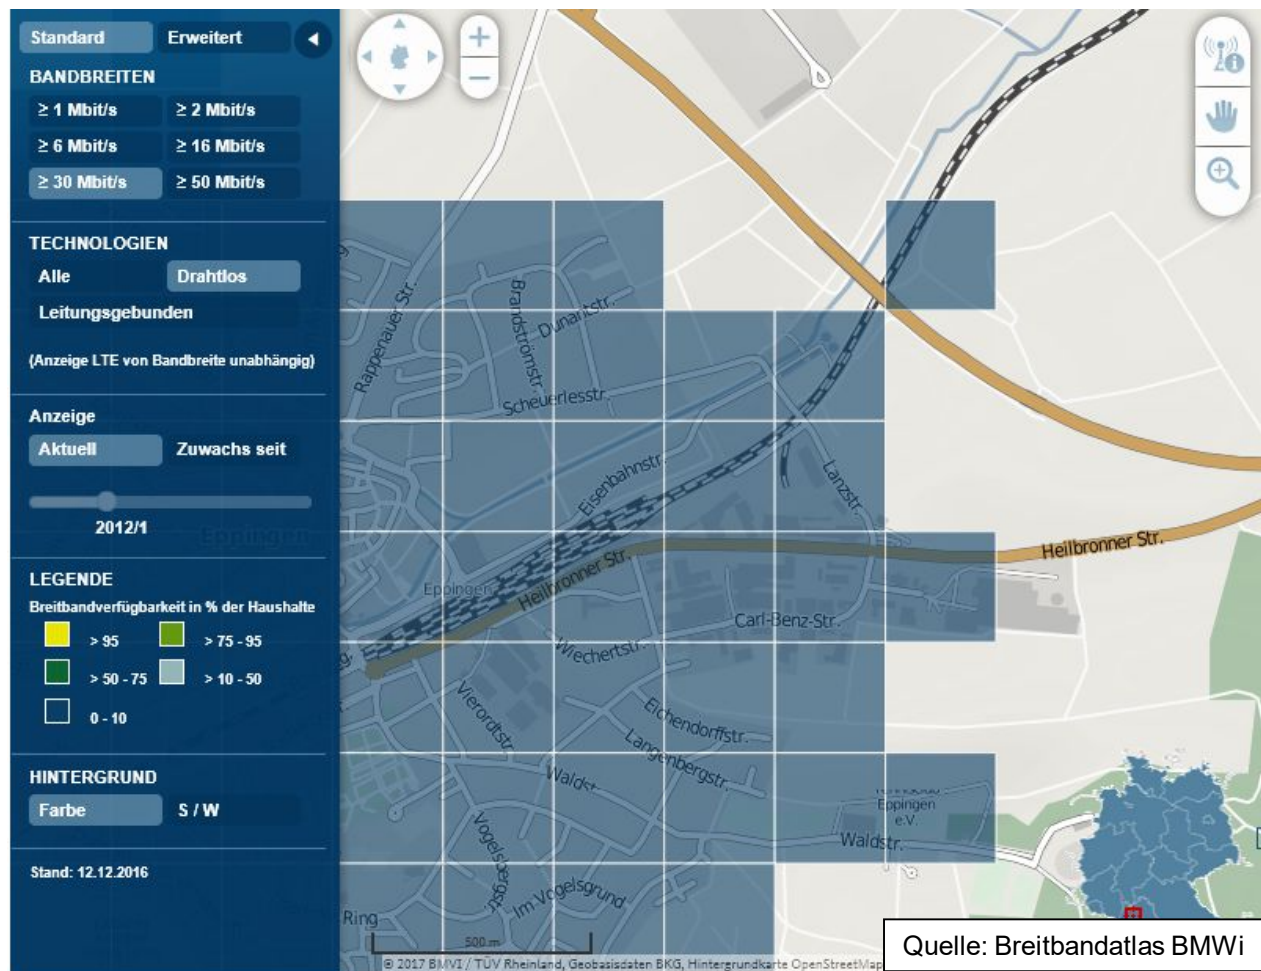 Standard Erweitert
BANDBREITEN
≥ 1 Mbit/s ≥ 2 Mbit/s
≥ 6 Mbit/s ≥ 16 Mbit/s
≥ 30 Mbit/s ≥ 50 Mbit/s
TECHNOLOGIEN
Alle Drahtlos
Leitungsgebunden
(Anzeige LTE von Bandbreite unabhängig)
Anzeige
Aktuell Zuwachs seit
2012/1
Eppingen
LEGENDE
Breitbandverfügbarkeit in % der Haushalte
> 95 > 75 - 95
> 50 - 75 > 10 - 50
0 - 10
HINTERGRUND
Farbe S / W
Stand: 12.12.2016
Rappenauer Str.
Brandströmstr.
Dunantstr.
Scheuerlesstr.
Eisenbahnstr.
Lanzstr.
Heilbronner Str.
Eppingen
Heilbronner Str.
Carl-Benz-Str.
Wiechertstr.
Vierordtstr.
Eichendorffstr.
Langenbergstr.
Waldst
Eppingen
e.V.
Waldstr.
Vogelsbergstr.
Im Vogelsgrund
Ring
500 m
© 2017 BMVI / TÜV Rheinland, Geobasisdaten BKG, Hintergrundkarte OpenStreetMap
Quelle: Breitbandatlas BMWi